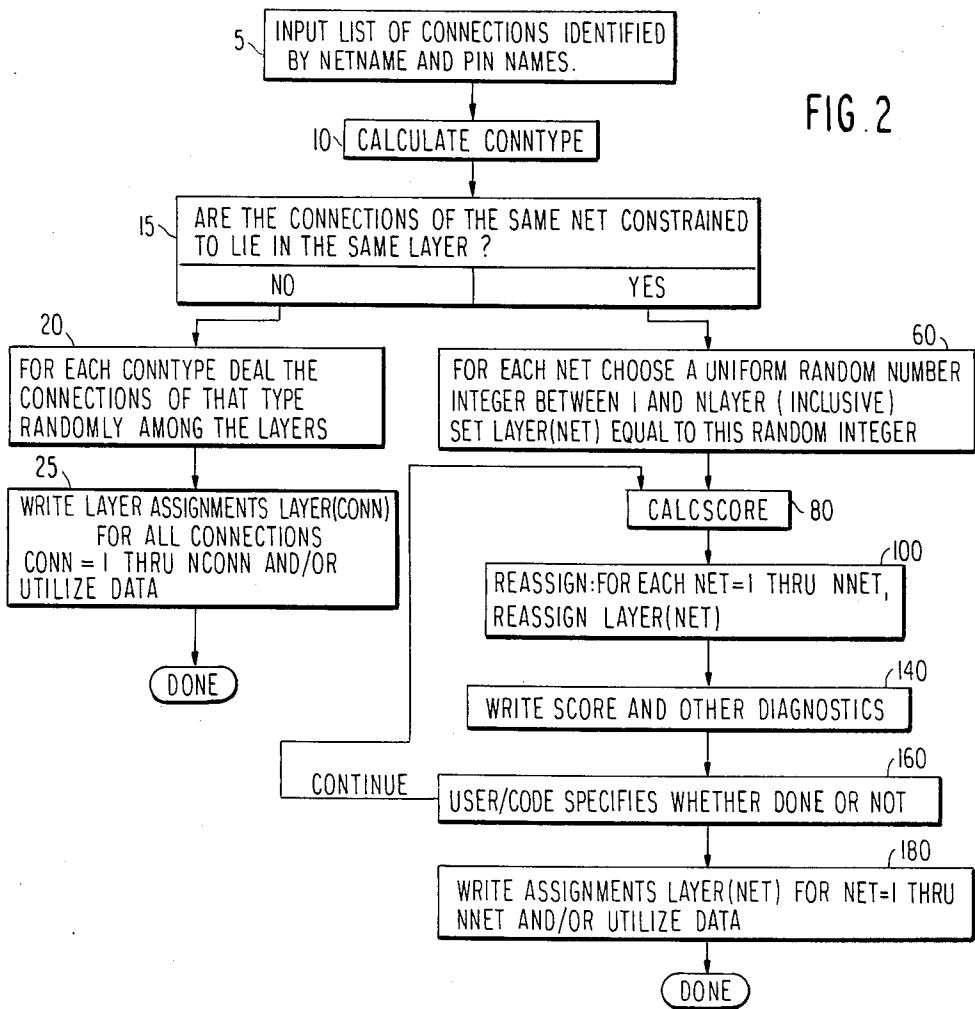 5
INPUT LIST OF CONNECTIONS IDENTIFIED
BY NETNAME AND PIN NAMES.
FIG. 2
10
CALCULATE CONNTYPE
15
ARE THE CONNECTIONS OF THE SAME NET CONSTRAINED
TO LIE IN THE SAME LAYER ?
NO
YES
20
FOR EACH CONNTYPE DEAL THE
CONNECTIONS OF THAT TYPE
RANDOMLY AMONG THE LAYERS
25
WRITE LAYER ASSIGNMENTS LAYER(CONN)
FOR ALL CONNECTIONS
CONN = 1 THRU NCONN AND/OR
UTILIZE DATA
DONE
60
FOR EACH NET CHOOSE A UNIFORM RANDOM NUMBER
INTEGER BETWEEN 1 AND NLAYER (INCLUSIVE)
SET LAYER(NET) EQUAL TO THIS RANDOM INTEGER
CALCSCORE
80
100
REASSIGN:FOR EACH NET=1 THRU NNET,
REASSIGN LAYER(NET)
140
WRITE SCORE AND OTHER DIAGNOSTICS
160
CONTINUE
USER/CODE SPECIFIES WHETHER DONE OR NOT
180
WRITE ASSIGNMENTS LAYER(NET) FOR NET=1 THRU
NNET AND/OR UTILIZE DATA
DONE